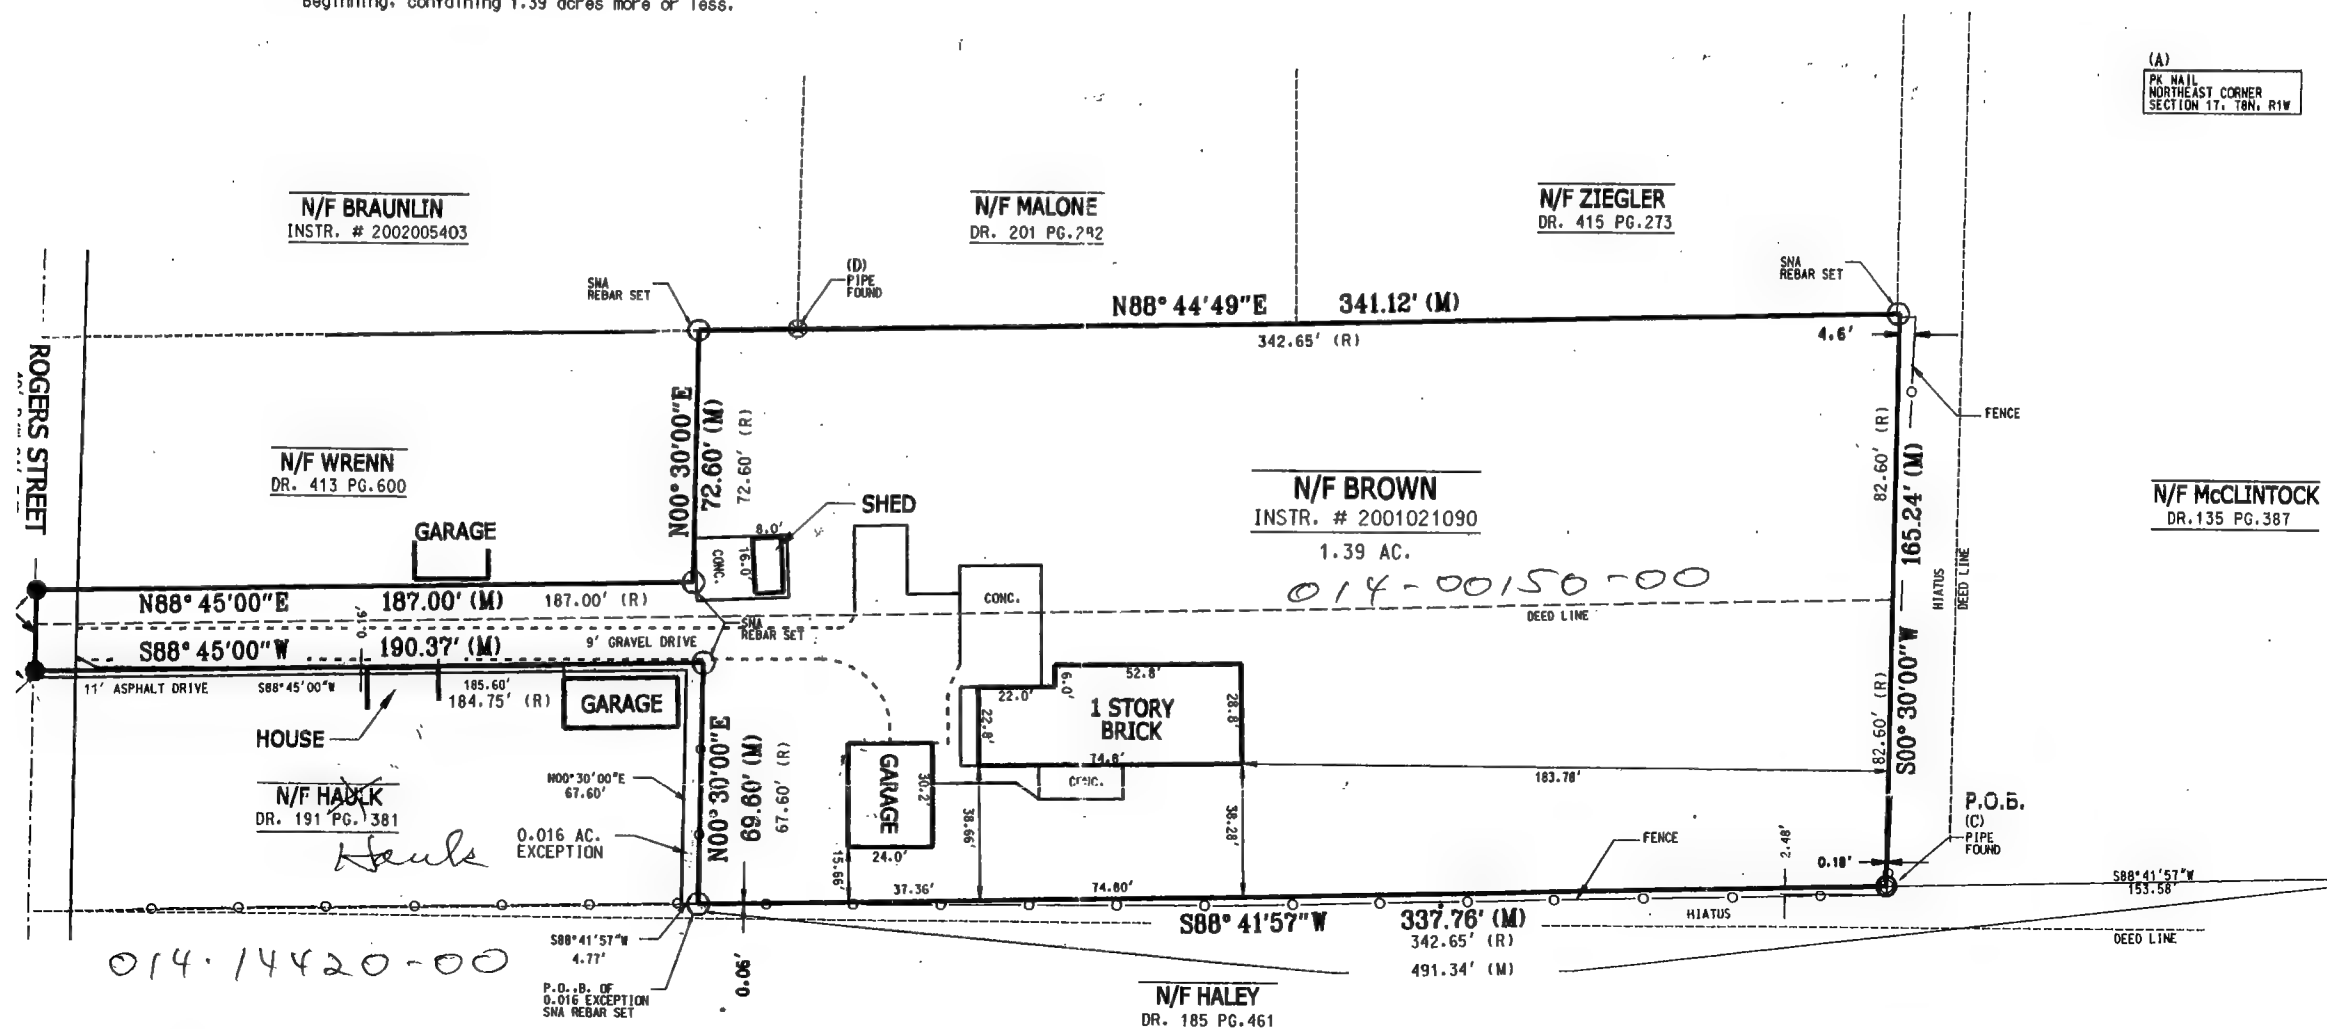 Beginning, containing 1.39 acres more or less.
(A)
PK NAIL
NORTHEAST CORNER
SECTION 17, T8N, R1W
N/F BRAUNLIN
INSTR. # 2002005403
N/F MALONE
DR. 201 PG.292
N/F ZIEGLER
DR. 415 PG.273
SNA
REBAR SET
(D)
PIPE
FOUND
SNA
REBAR SET
N88°44'49"E 341.12' (M)
342.65' (R)
4.6'
FENCE
ROGERS STREET
N00°30'00"E
72.60' (M)
72.60' (R)
82.60' (R)
165.24' (M)
N/F WRENN
DR. 413 PG.600
GARAGE
SHED
8.0'
16.0'
CONC.
N/F BROWN
INSTR. # 2001021090
1.39 AC.
014-00150-00
N/F McCLINTOCK
DR.135 PG.387
HIATUS
DEED LINE
CONC.
DEED LINE
N88°45'00"E 187.00' (M) 187.00' (R)
0.16'
SNA
REBAR SET
S88°45'00"W 190.37' (M) 9' GRAVEL DRIVE
11' ASPHALT DRIVE S88°45'00"W 185.60'
184.75' (R)
GARAGE
HOUSE
52.8'
6.0'
22.0'
22.8'
28.8'
1 STORY
BRICK
74.8'
CONC.
183.78'
82.60' (R)
S00°30'00"W
N/F HAULK
DR. 191 PG. 381
Hauk
N00°30'00"E
67.60'
0.016 AC.
EXCEPTION
N00°30'00"E
69.60' (M)
67.60' (R)
GARAGE
30.2'
24.0'
15.66'
38.66'
38.28'
37.36'
74.80'
FENCE
2.48'
0.18'
P.O.B.
(C)
PIPE
FOUND
S88°41'57"W
153.58'
S88°41'57"W 337.76' (M)
342.65' (R)
491.34' (M)
HIATUS
DEED LINE
014-14420-00
S88°41'57"W
4.77'
0.90'
P.O.B. OF
0.016 EXCEPTION
SNA REBAR SET
N/F HALEY
DR. 185 PG.461